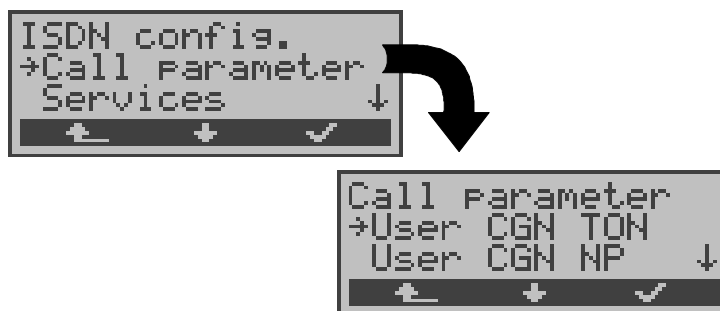 ISDN config.
→Call parameter
Services ↓
Call parameter
→User CGN TON
User CGN NP ↓